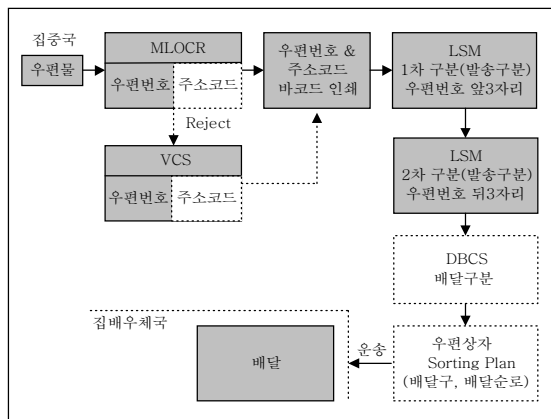 집중국
우편물
MLOCR
우편번호
주소코드
Reject
VCS
우편번호
주소코드
우편번호 &
주소코드
바코드 인쇄
LSM
1차 구분(발송구분)
우편번호 앞3자리
LSM
2차 구분(발송구분)
우편번호 뒤3자리
DBCS
배달구분
우편상자
Sorting Plan
(배달구, 배달순로)
운송
집배우체국
배달